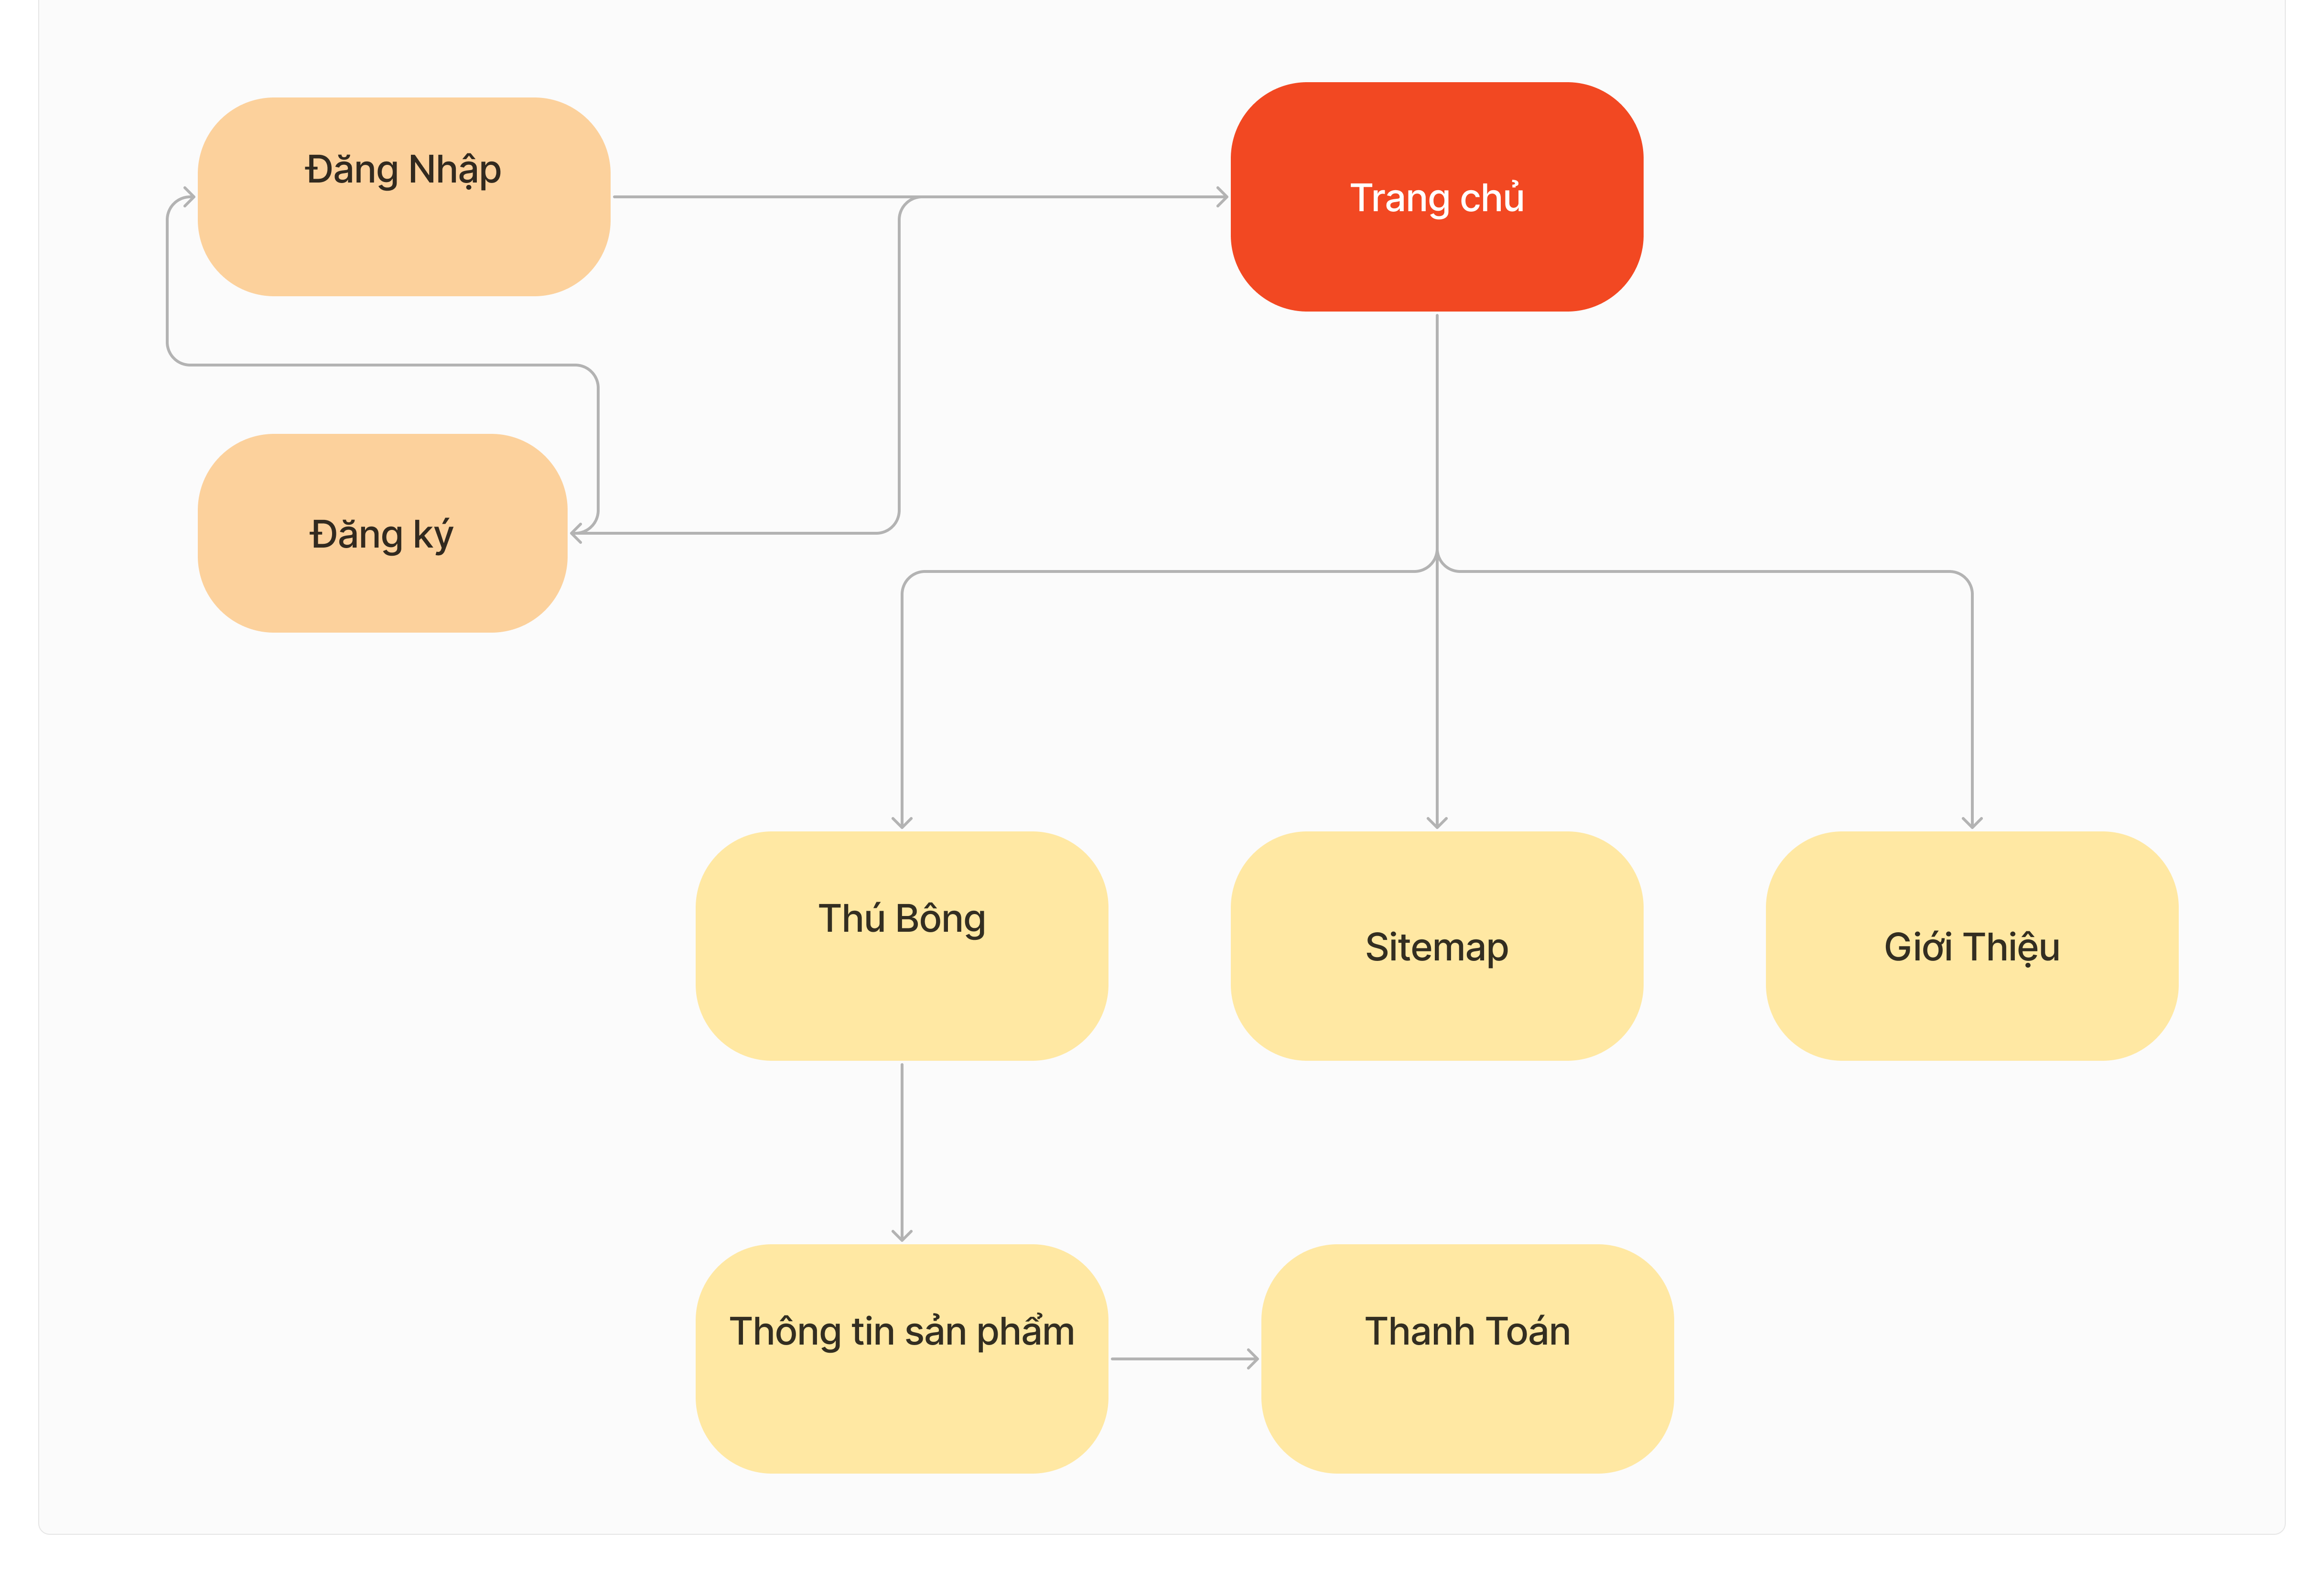 Đăng Nhập
Trang chủ
Đăng ký
Thú Bông
Sitemap
Giới Thiệu
Thông tin sản phẩm
Thanh Toán